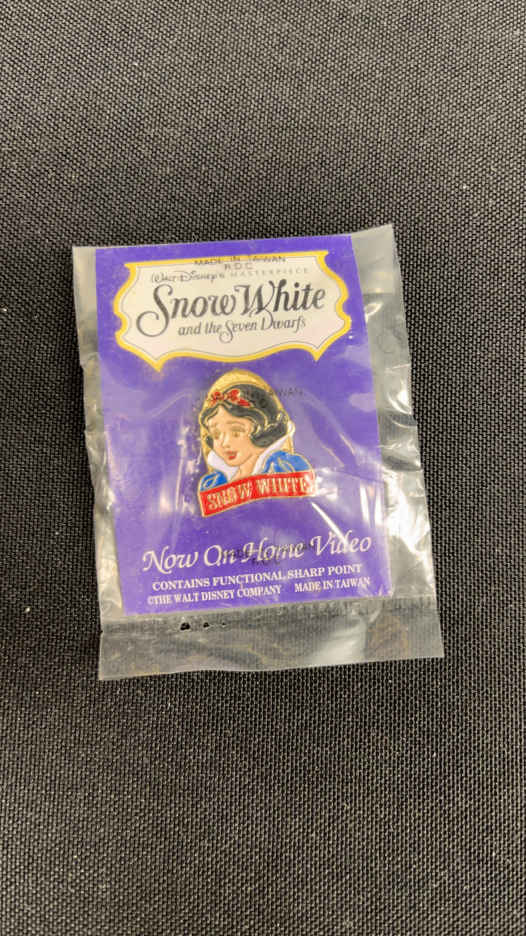 MADE IN TAIWAN
R.O.C
Walt Disney's MASTERPIECE
Snow White
and the Seven Dwarfs
TAIWAN
SNOW WHITE
Now On Home Video
CONTAINS FUNCTIONAL SHARP POINT
©THE WALT DISNEY COMPANY MADE IN TAIWAN